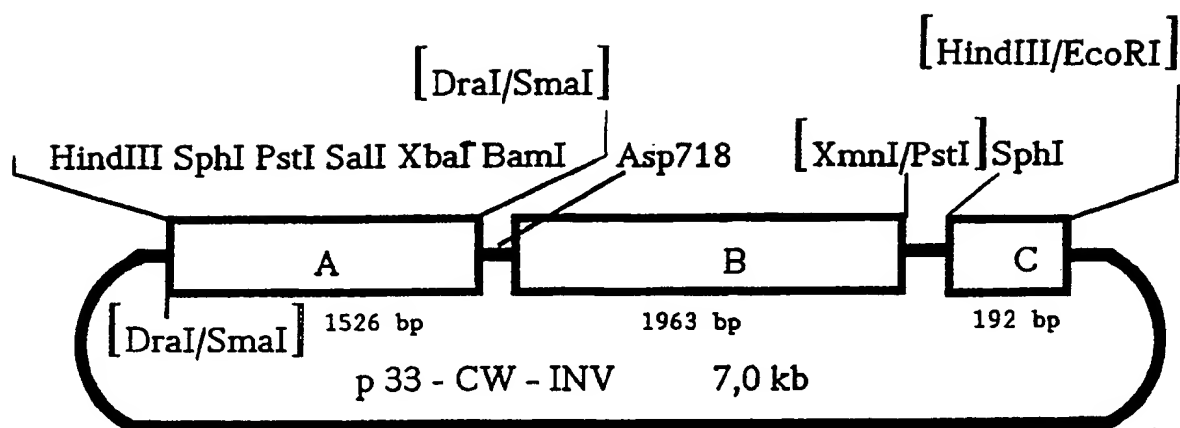 [HindIII/EcoRI]
[DraI/SmaI]
HindIII SphI PstI SalI XbaI BamI Asp718 [XmnI/PstI] SphI
A B C
[DraI/SmaI] 1526 bp 1963 bp 192 bp
p 33 - CW - INV 7,0 kb